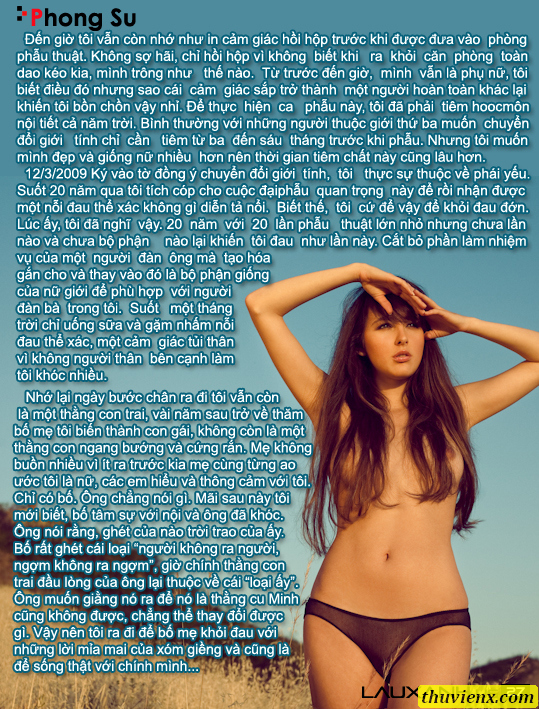 Phong Su
Đến giờ tôi vẫn còn nhớ như in cảm giác hồi hộp trước khi được đưa vào phòng
phẫu thuật. Không sợ hãi, chỉ hồi hộp vì không biết khi ra khỏi căn phòng toàn
dao kéo kia, mình trông như thế nào. Từ trước đến giờ, mình vẫn là phụ nữ, tôi
biết điều đó nhưng sao cái cảm giác sắp trở thành một người hoàn toàn khác lại
khiến tôi bồn chồn vậy nhỉ. Để thực hiện ca phẫu này, tôi đã phải tiêm hoocmôn
nội tiết cả năm trời. Bình thường với những người thuộc giới thứ ba muốn chuyển
đổi giới tính chỉ cần tiêm từ ba đến sáu tháng trước khi phẫu. Nhưng tôi muốn
mình đẹp và giống nữ nhiều hơn nên thời gian tiêm chất này cũng lâu hơn.
12/3/2009 Ký vào tờ đồng ý chuyển đổi giới tính, tôi thực sự thuộc về phái yếu.
Suốt 20 năm qua tôi tích cóp cho cuộc đạiphẫu quan trọng này để rồi nhận được
một nỗi đau thể xác không gì diễn tả nổi. Biết thế, tôi cứ để vậy để khỏi đau đớn.
Lúc ấy, tôi đã nghĩ vậy. 20 năm với 20 lần phẫu thuật lớn nhỏ nhưng chưa lần
nào và chưa bộ phận nào lại khiến tôi đau như lần này. Cắt bỏ phần làm nhiệm
vụ của một người đàn ông mà tạo hóa
gắn cho và thay vào đó là bộ phận giống
của nữ giới để phù hợp với người
đàn bà trong tôi. Suốt một tháng
trời chỉ uống sữa và gặm nhấm nỗi
đau thể xác, một cảm giác tủi thân
vì không người thân bên cạnh làm
tôi khóc nhiều.
Nhớ lại ngày bước chân ra đi tôi vẫn còn
là một thằng con trai, vài năm sau trở về thăm
bố mẹ tôi biến thành con gái, không còn là một
thằng con ngang bướng và cứng rắn. Mẹ không
buồn nhiều vì ít ra trước kia mẹ cùng từng ao
ước tôi là nữ, các em hiểu và thông cảm với tôi.
Chỉ có bố. Ông chẳng nói gì. Mãi sau này tôi
mới biết, bố tâm sự với nội và ông đã khóc.
Ông nói rằng, ghét của nào trời trao của ấy.
Bố rất ghét cái loại “người không ra người,
ngợm không ra ngợm”, giờ chính thằng con
trai đầu lòng của ông lại thuộc về cái “loại ấy”.
Ông muốn giằng nó ra để nó là thằng cu Minh
cũng không được, chẳng thể thay đổi được
gì. Vậy nên tôi ra đi để bố mẹ khỏi đau với
những lời mỉa mai của xóm giềng và cũng là
để sống thật với chính mình...
thuvienx.com